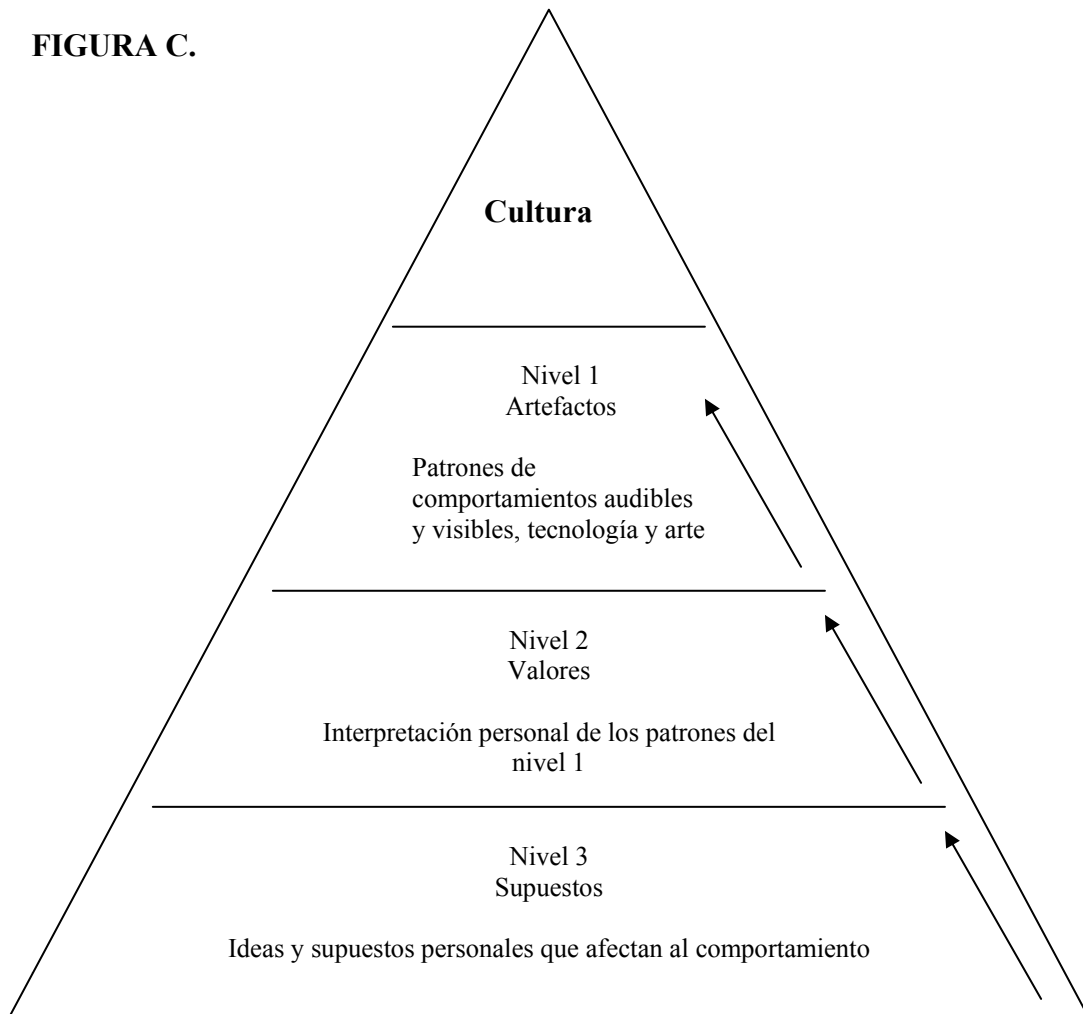 FIGURA C.
Cultura
Nivel 1
Artefactos
Patrones de
comportamientos audibles
y visibles, tecnología y arte
Nivel 2
Valores
Interpretación personal de los patrones del
nivel 1
Nivel 3
Supuestos
Ideas y supuestos personales que afectan al comportamiento